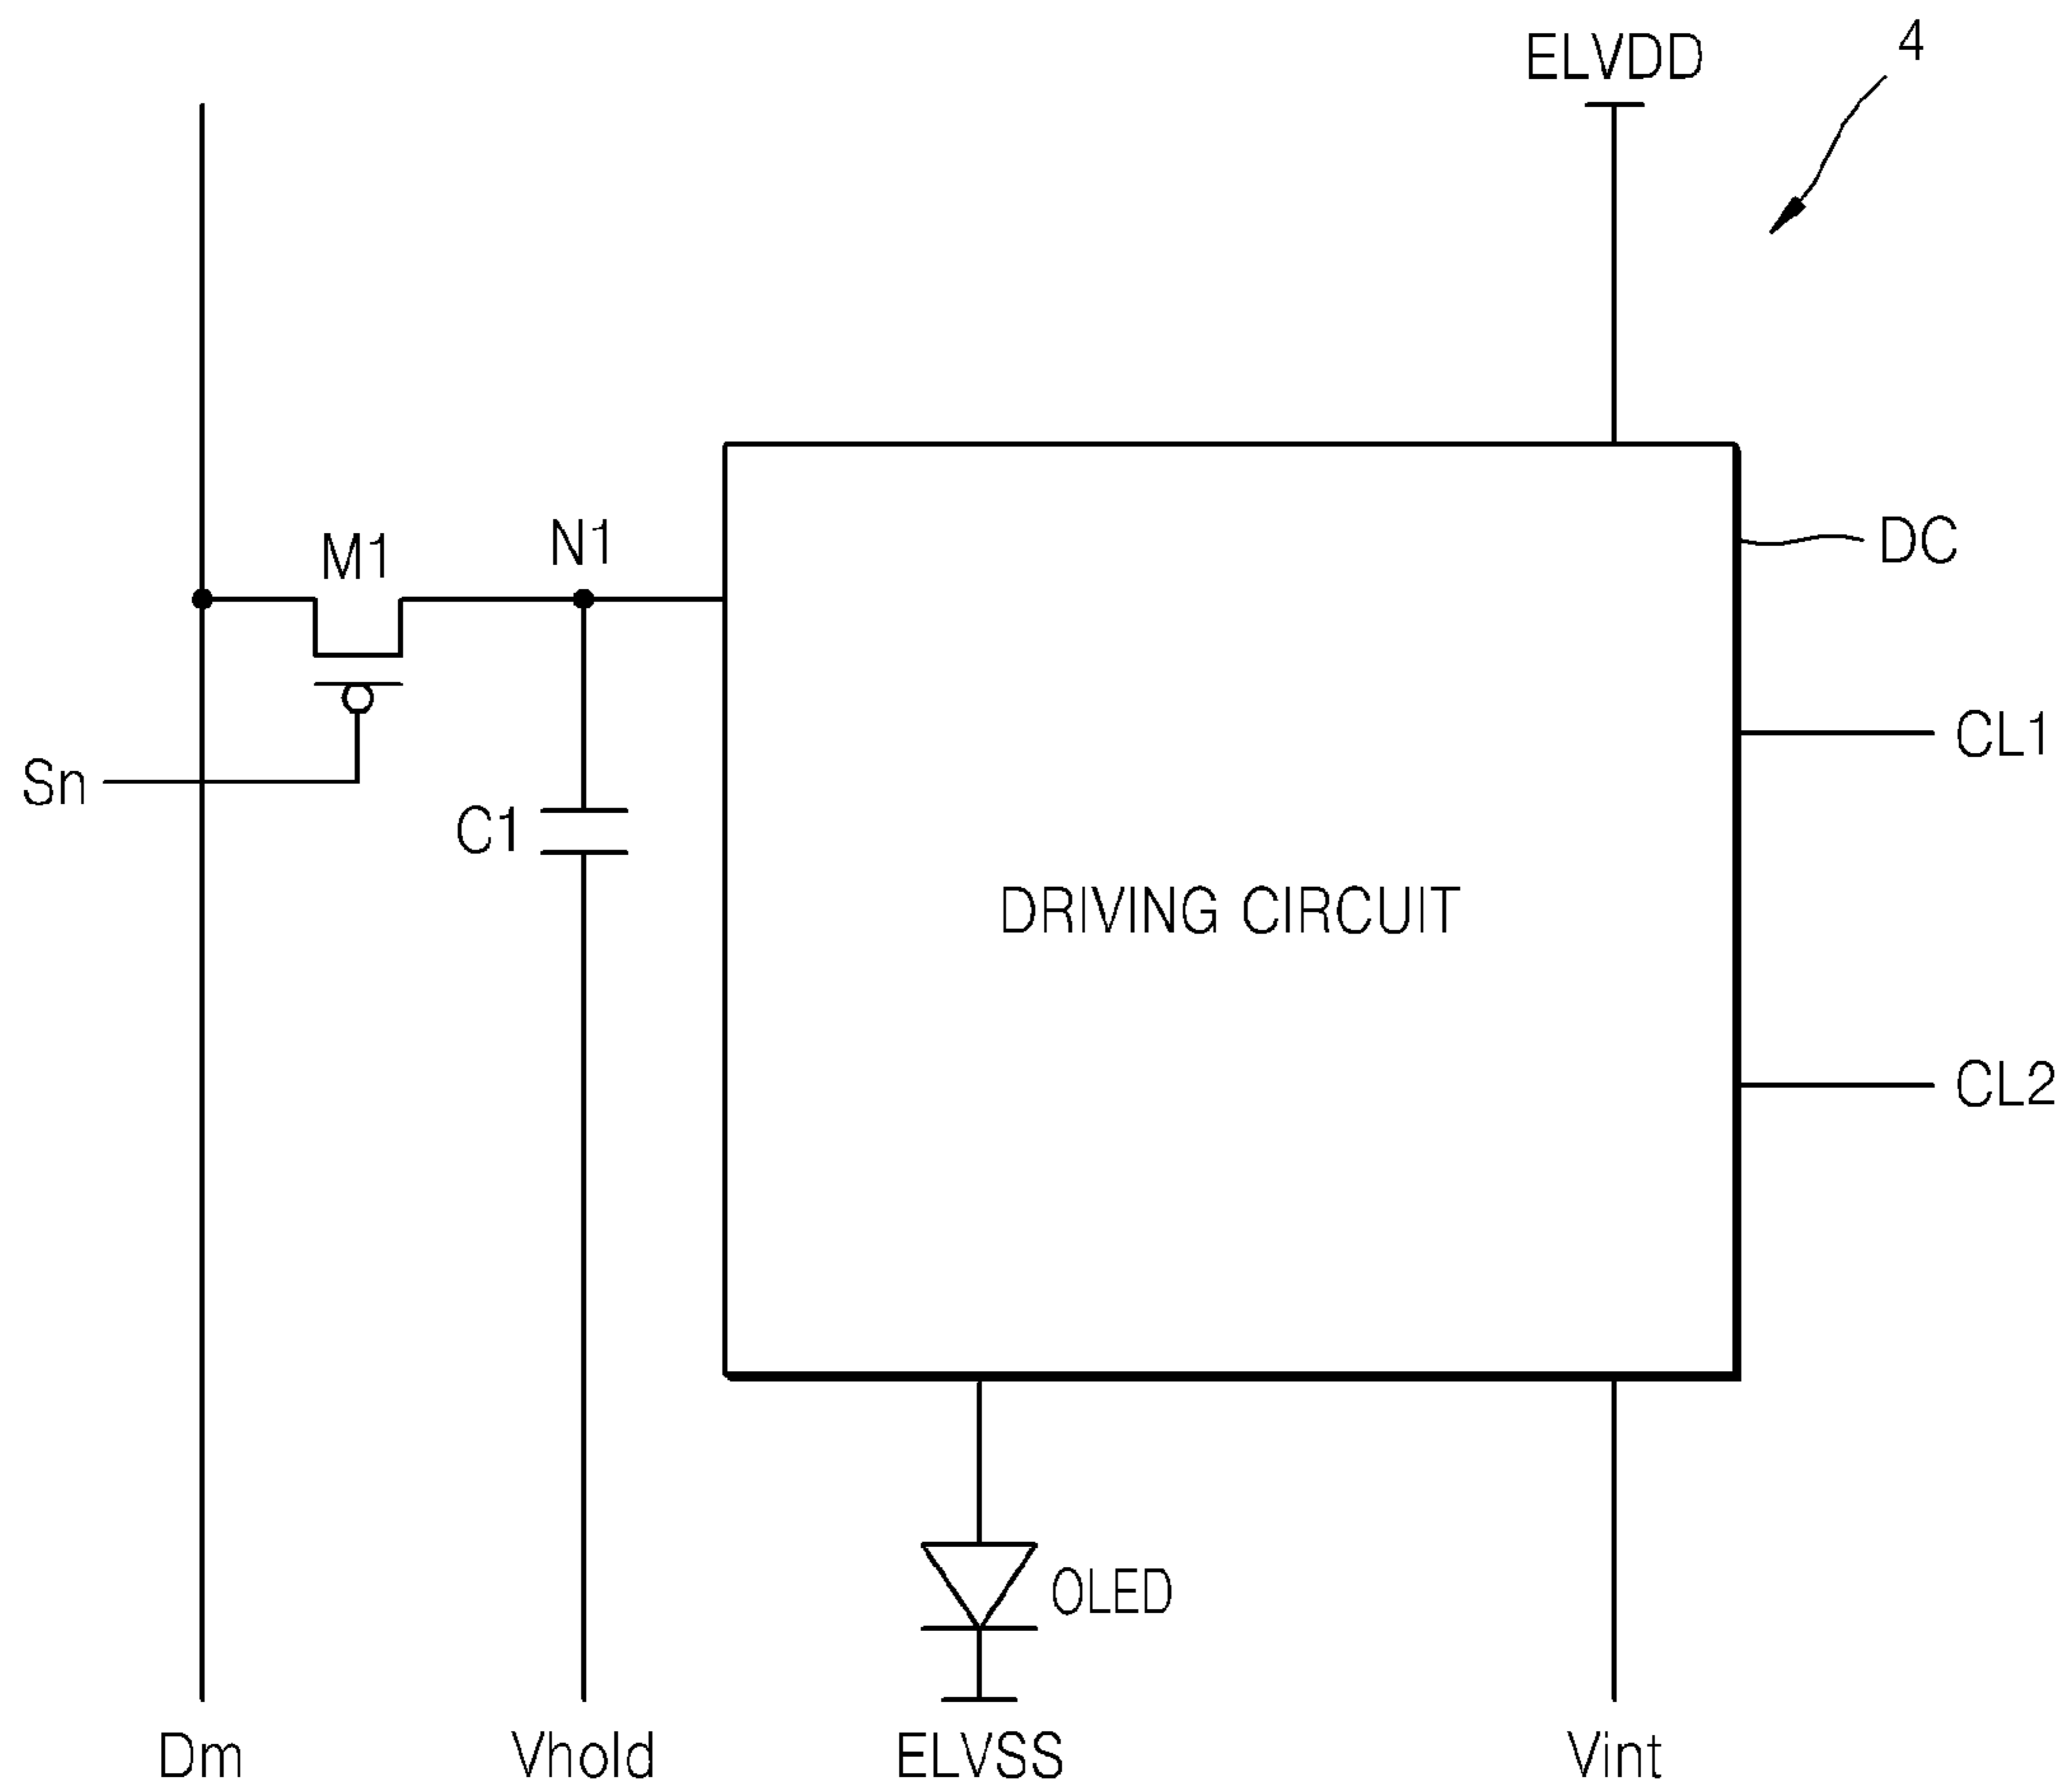 4
ELVDD
M1
N1
DC
CL1
Sn
C1
DRIVING CIRCUIT
CL2
OLED
Dm
Vhold
ELVSS
Vint